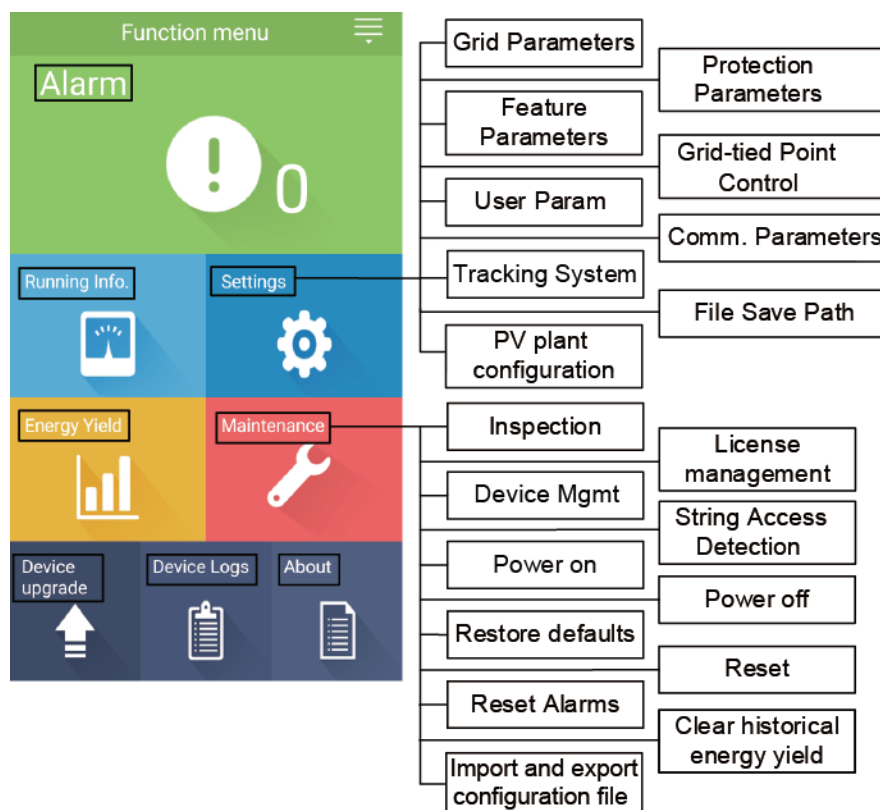 Function menu
Alarm
0
Running Info.
Settings
Energy Yield
Maintenance
Device
upgrade
Device Logs
About
Grid Parameters
Protection
Parameters
Feature
Parameters
Grid-tied Point
Control
User Param
Comm. Parameters
Tracking System
File Save Path
PV plant
configuration
Inspection
License
management
Device Mgmt
String Access
Detection
Power on
Power off
Restore defaults
Reset
Reset Alarms
Clear historical
energy yield
Import and export
configuration file